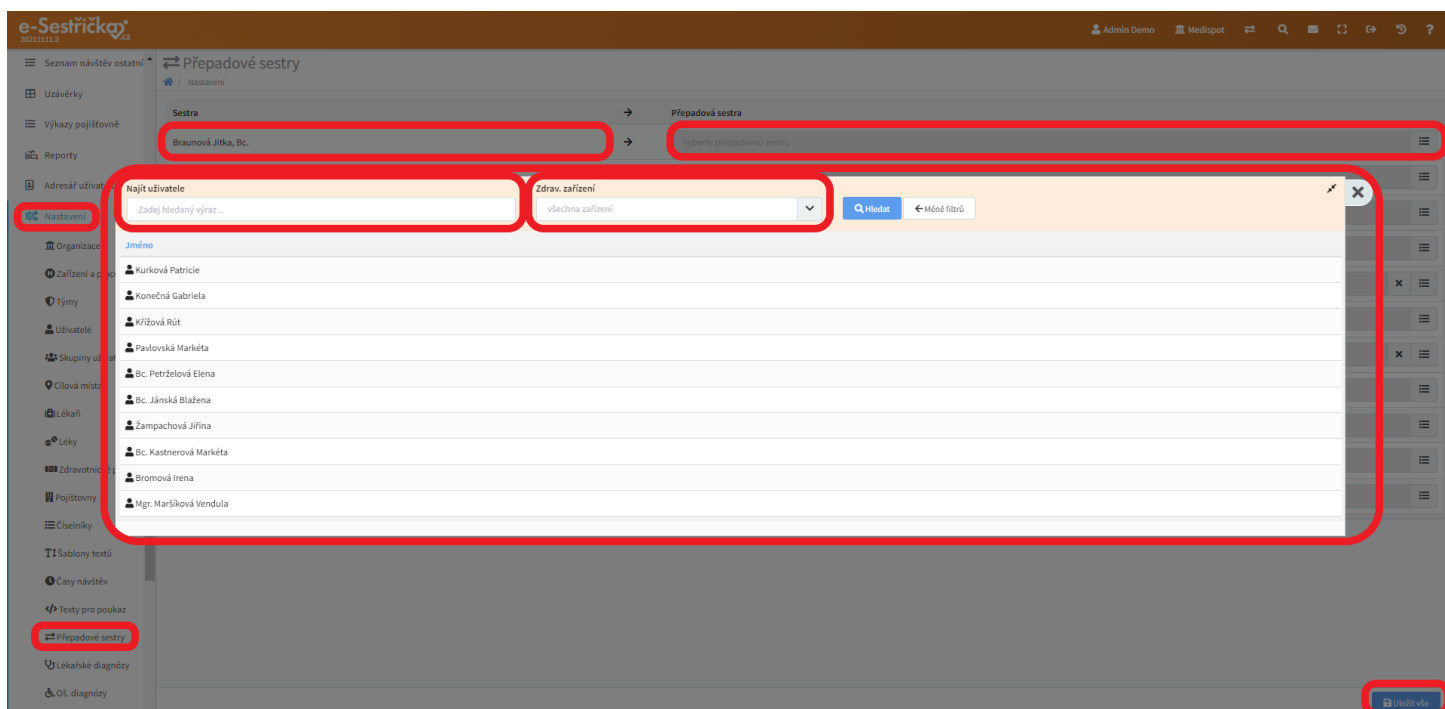 e-Sestřička.cz
20211111.2
Admin Demo
Medispot
Seznam návštěv ostatní
Uzávěrky
Výkazy pojišťovně
Reporty
Adresář uživat
Nastavení
Organizace
Zařízení a p
Týmy
Uživatelé
Skupiny už
Cílová místa
Lékaři
Léky
Zdravotnic
Pojišťovny
Číselníky
Šablony textů
Časy návštěv
Texty pro poukaz
Přepadové sestry
Lékařské diagnózy
Oš. diagnózy
Přepadové sestry
/ Nastavení
Sestra → Přepadová sestra
Braunová Jitka, Bc. → Vyberte přepadovou sestru
Najít uživatele
Zadej hledaný výraz ..
Zdrav. zařízení
všechna zařízení
Hledat
Méně filtrů
Jméno
Kurková Patricie
Konečná Gabriela
Křížová Rút
Pavlovská Markéta
Bc. Petrželová Elena
Bc. Jánská Blažena
Žampachová Jiřina
Bc. Kastnerová Markéta
Bromová Irena
Mgr. Maršíková Vendula
Uložit vše